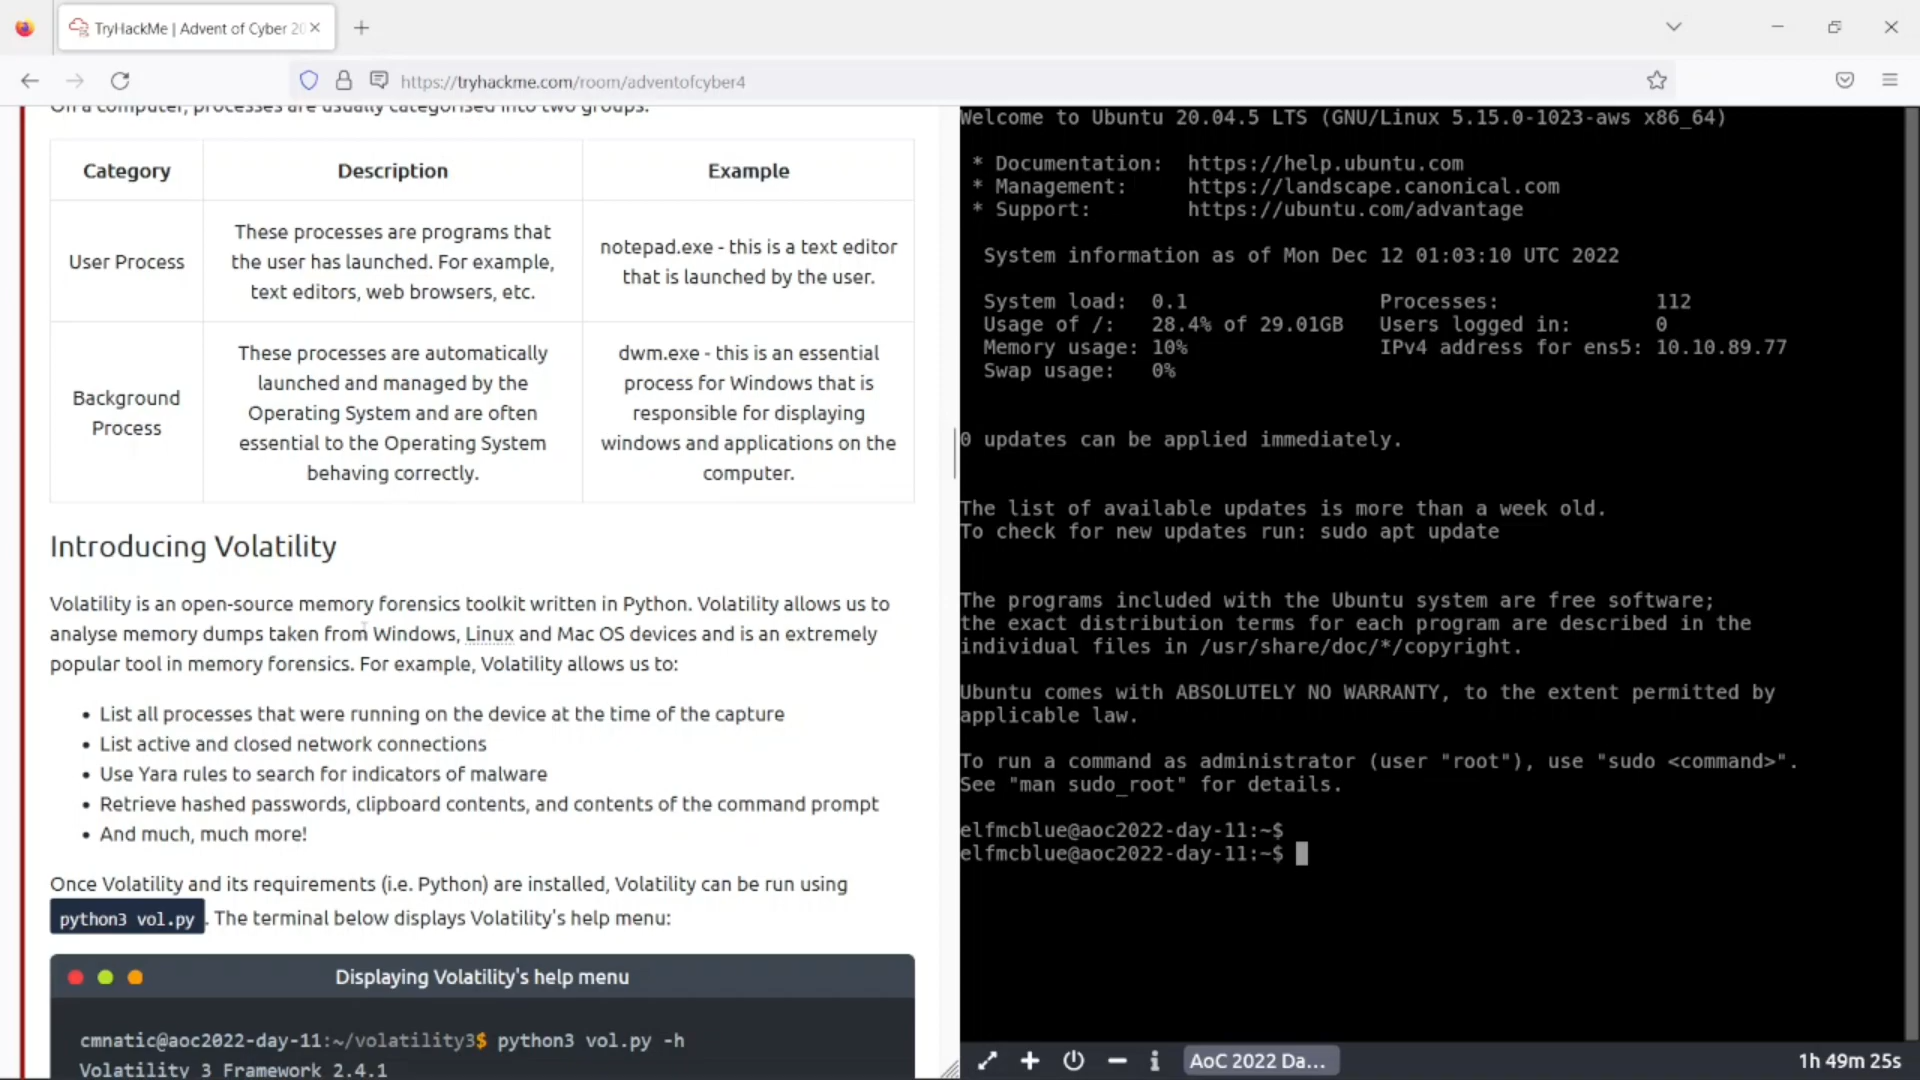 TryHackMe | Advent of Cyber 20
https://tryhackme.com/room/adventofcyber4
On a computer, processes are usually categorised into two groups.
Category Description Example
User Process
These processes are programs that
the user has launched. For example,
text editors, web browsers, etc.
notepad.exe - this is a text editor
that is launched by the user.
Background
Process
These processes are automatically
launched and managed by the
Operating System and are often
essential to the Operating System
behaving correctly.
dwm.exe - this is an essential
process for Windows that is
responsible for displaying
windows and applications on the
computer.
Introducing Volatility
Volatility is an open-source memory forensics toolkit written in Python. Volatility allows us to
analyse memory dumps taken from Windows, Linux and Mac OS devices and is an extremely
popular tool in memory forensics. For example, Volatility allows us to:
• List all processes that were running on the device at the time of the capture
• List active and closed network connections
• Use Yara rules to search for indicators of malware
• Retrieve hashed passwords, clipboard contents, and contents of the command prompt
• And much, much more!
Once Volatility and its requirements (i.e. Python) are installed, Volatility can be run using
python3 vol.py . The terminal below displays Volatility's help menu:
Displaying Volatility's help menu
cmnatic@aoc2022-day-11:~/volatility3$ python3 vol.py -h
Volatility 3 Framework 2.4.1
Welcome to Ubuntu 20.04.5 LTS (GNU/Linux 5.15.0-1023-aws x86_64)
* Documentation: https://help.ubuntu.com
* Management: https://landscape.canonical.com
* Support: https://ubuntu.com/advantage
System information as of Mon Dec 12 01:03:10 UTC 2022
System load: 0.1 Processes: 112
Usage of /: 28.4% of 29.01GB Users logged in: 0
Memory usage: 10% IPv4 address for ens5: 10.10.89.77
Swap usage: 0%
0 updates can be applied immediately.
The list of available updates is more than a week old.
To check for new updates run: sudo apt update
The programs included with the Ubuntu system are free software;
the exact distribution terms for each program are described in the
individual files in /usr/share/doc/*/copyright.
Ubuntu comes with ABSOLUTELY NO WARRANTY, to the extent permitted by
applicable law.
To run a command as administrator (user "root"), use "sudo <command>".
See "man sudo_root" for details.
elfmcblue@aoc2022-day-11:~$
elfmcblue@aoc2022-day-11:~$
AoC 2022 Da...
1h 49m 25s